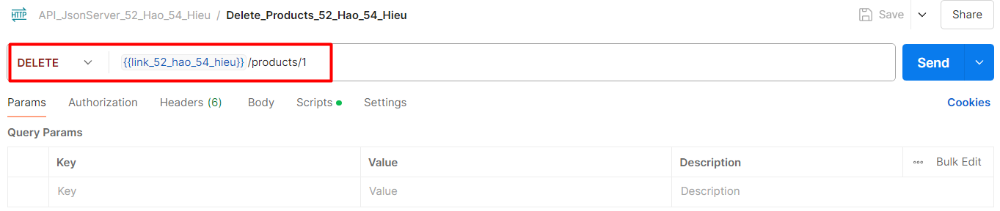 HTTP API_JsonServer_52_Hao_54_Hieu / Delete_Products_52_Hao_54_Hieu Save Share
DELETE {{link_52_hao_54_hieu}} /products/1 Send
Params Authorization Headers (6) Body Scripts Settings Cookies
Query Params
Key Value Description Bulk Edit
Key Value Description